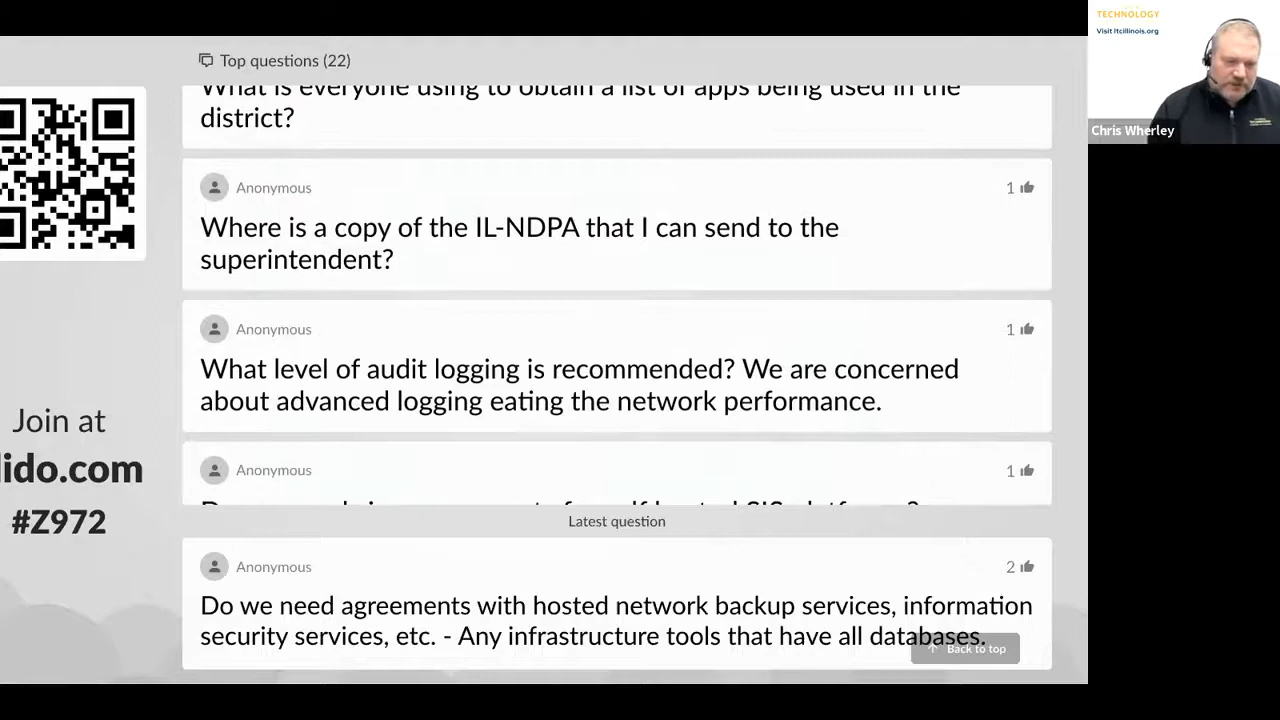 TECHNOLOGY
Visit ltcillinois.org
Chris Wherley
Top questions (22)
What is everyone using to obtain a list of apps being used in the
district?
Anonymous
1
Where is a copy of the IL-NDPA that I can send to the
superintendent?
Anonymous
1
What level of audit logging is recommended? We are concerned
about advanced logging eating the network performance.
Anonymous
1
Join at
lido.com
#Z972
Latest question
Anonymous
2
Do we need agreements with hosted network backup services, information
security services, etc. - Any infrastructure tools that have all databases.
Back to top